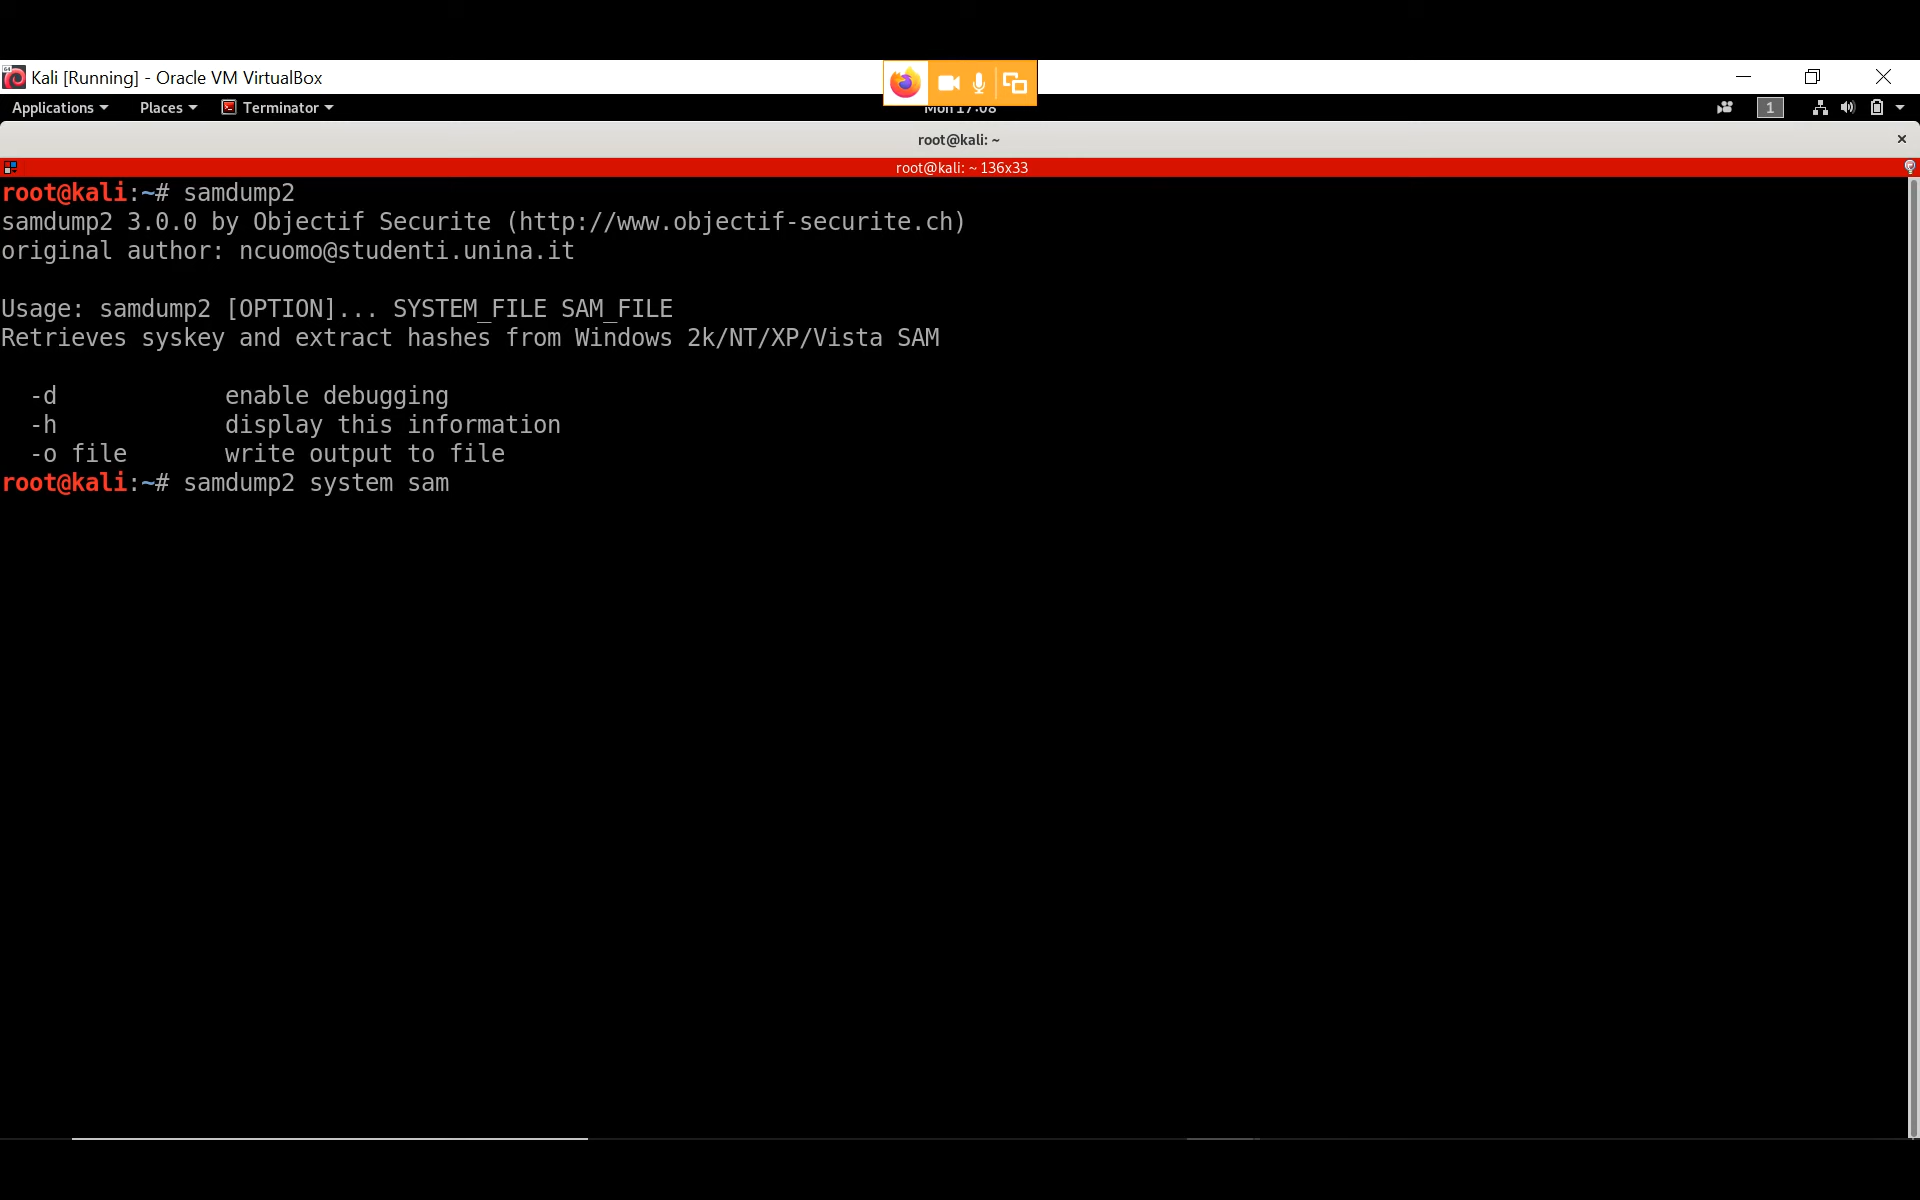 Kali [Running] - Oracle VM VirtualBox
Applications Places Terminator Mon 17:08 1
root@kali: ~
root@kali: ~ 136x33
root@kali:~# samdump2
samdump2 3.0.0 by Objectif Securite (http://www.objectif-securite.ch)
original author: ncuomo@studenti.unina.it
Usage: samdump2 [OPTION]... SYSTEM_FILE SAM_FILE
Retrieves syskey and extract hashes from Windows 2k/NT/XP/Vista SAM
-d enable debugging
-h display this information
-o file write output to file
root@kali:~# samdump2 system sam